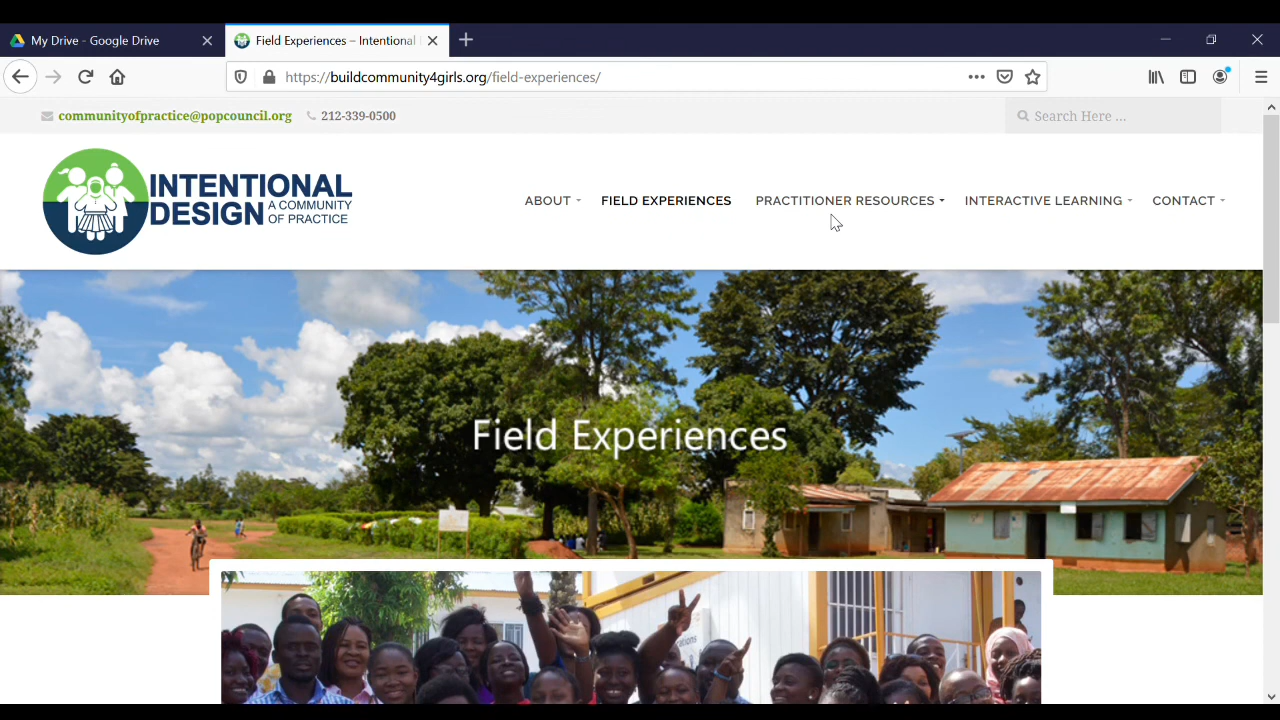 My Drive - Google Drive
Field Experiences – Intentional
https://buildcommunity4girls.org/field-experiences/
communityofpractice@popcouncil.org 212-339-0500
Search Here ...
INTENTIONAL
DESIGN A COMMUNITY
OF PRACTICE
ABOUT FIELD EXPERIENCES PRACTITIONER RESOURCES INTERACTIVE LEARNING CONTACT
Field Experiences